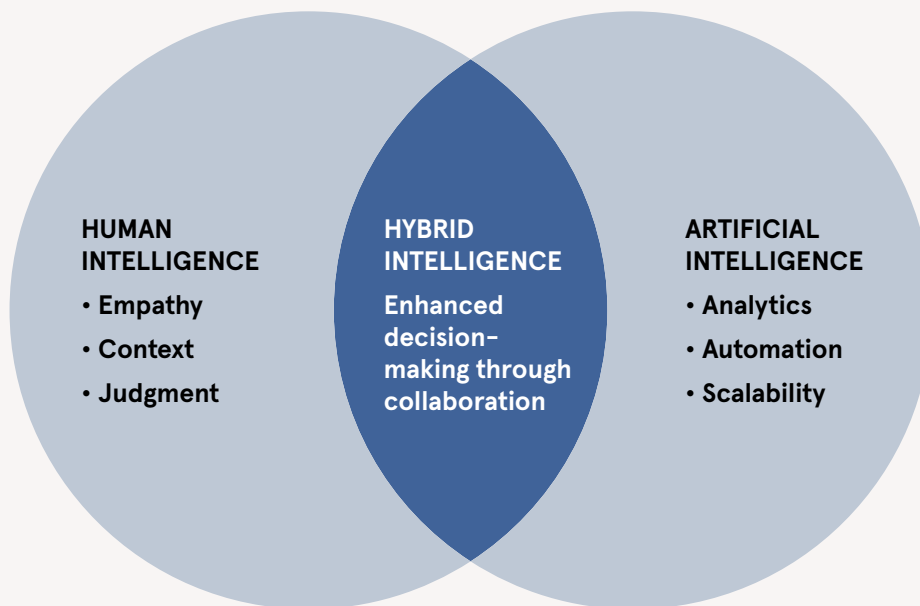 HUMAN
INTELLIGENCE
• Empathy
• Context
• Judgment
HYBRID
INTELLIGENCE
Enhanced
decision-
making through
collaboration
ARTIFICIAL
INTELLIGENCE
• Analytics
• Automation
• Scalability